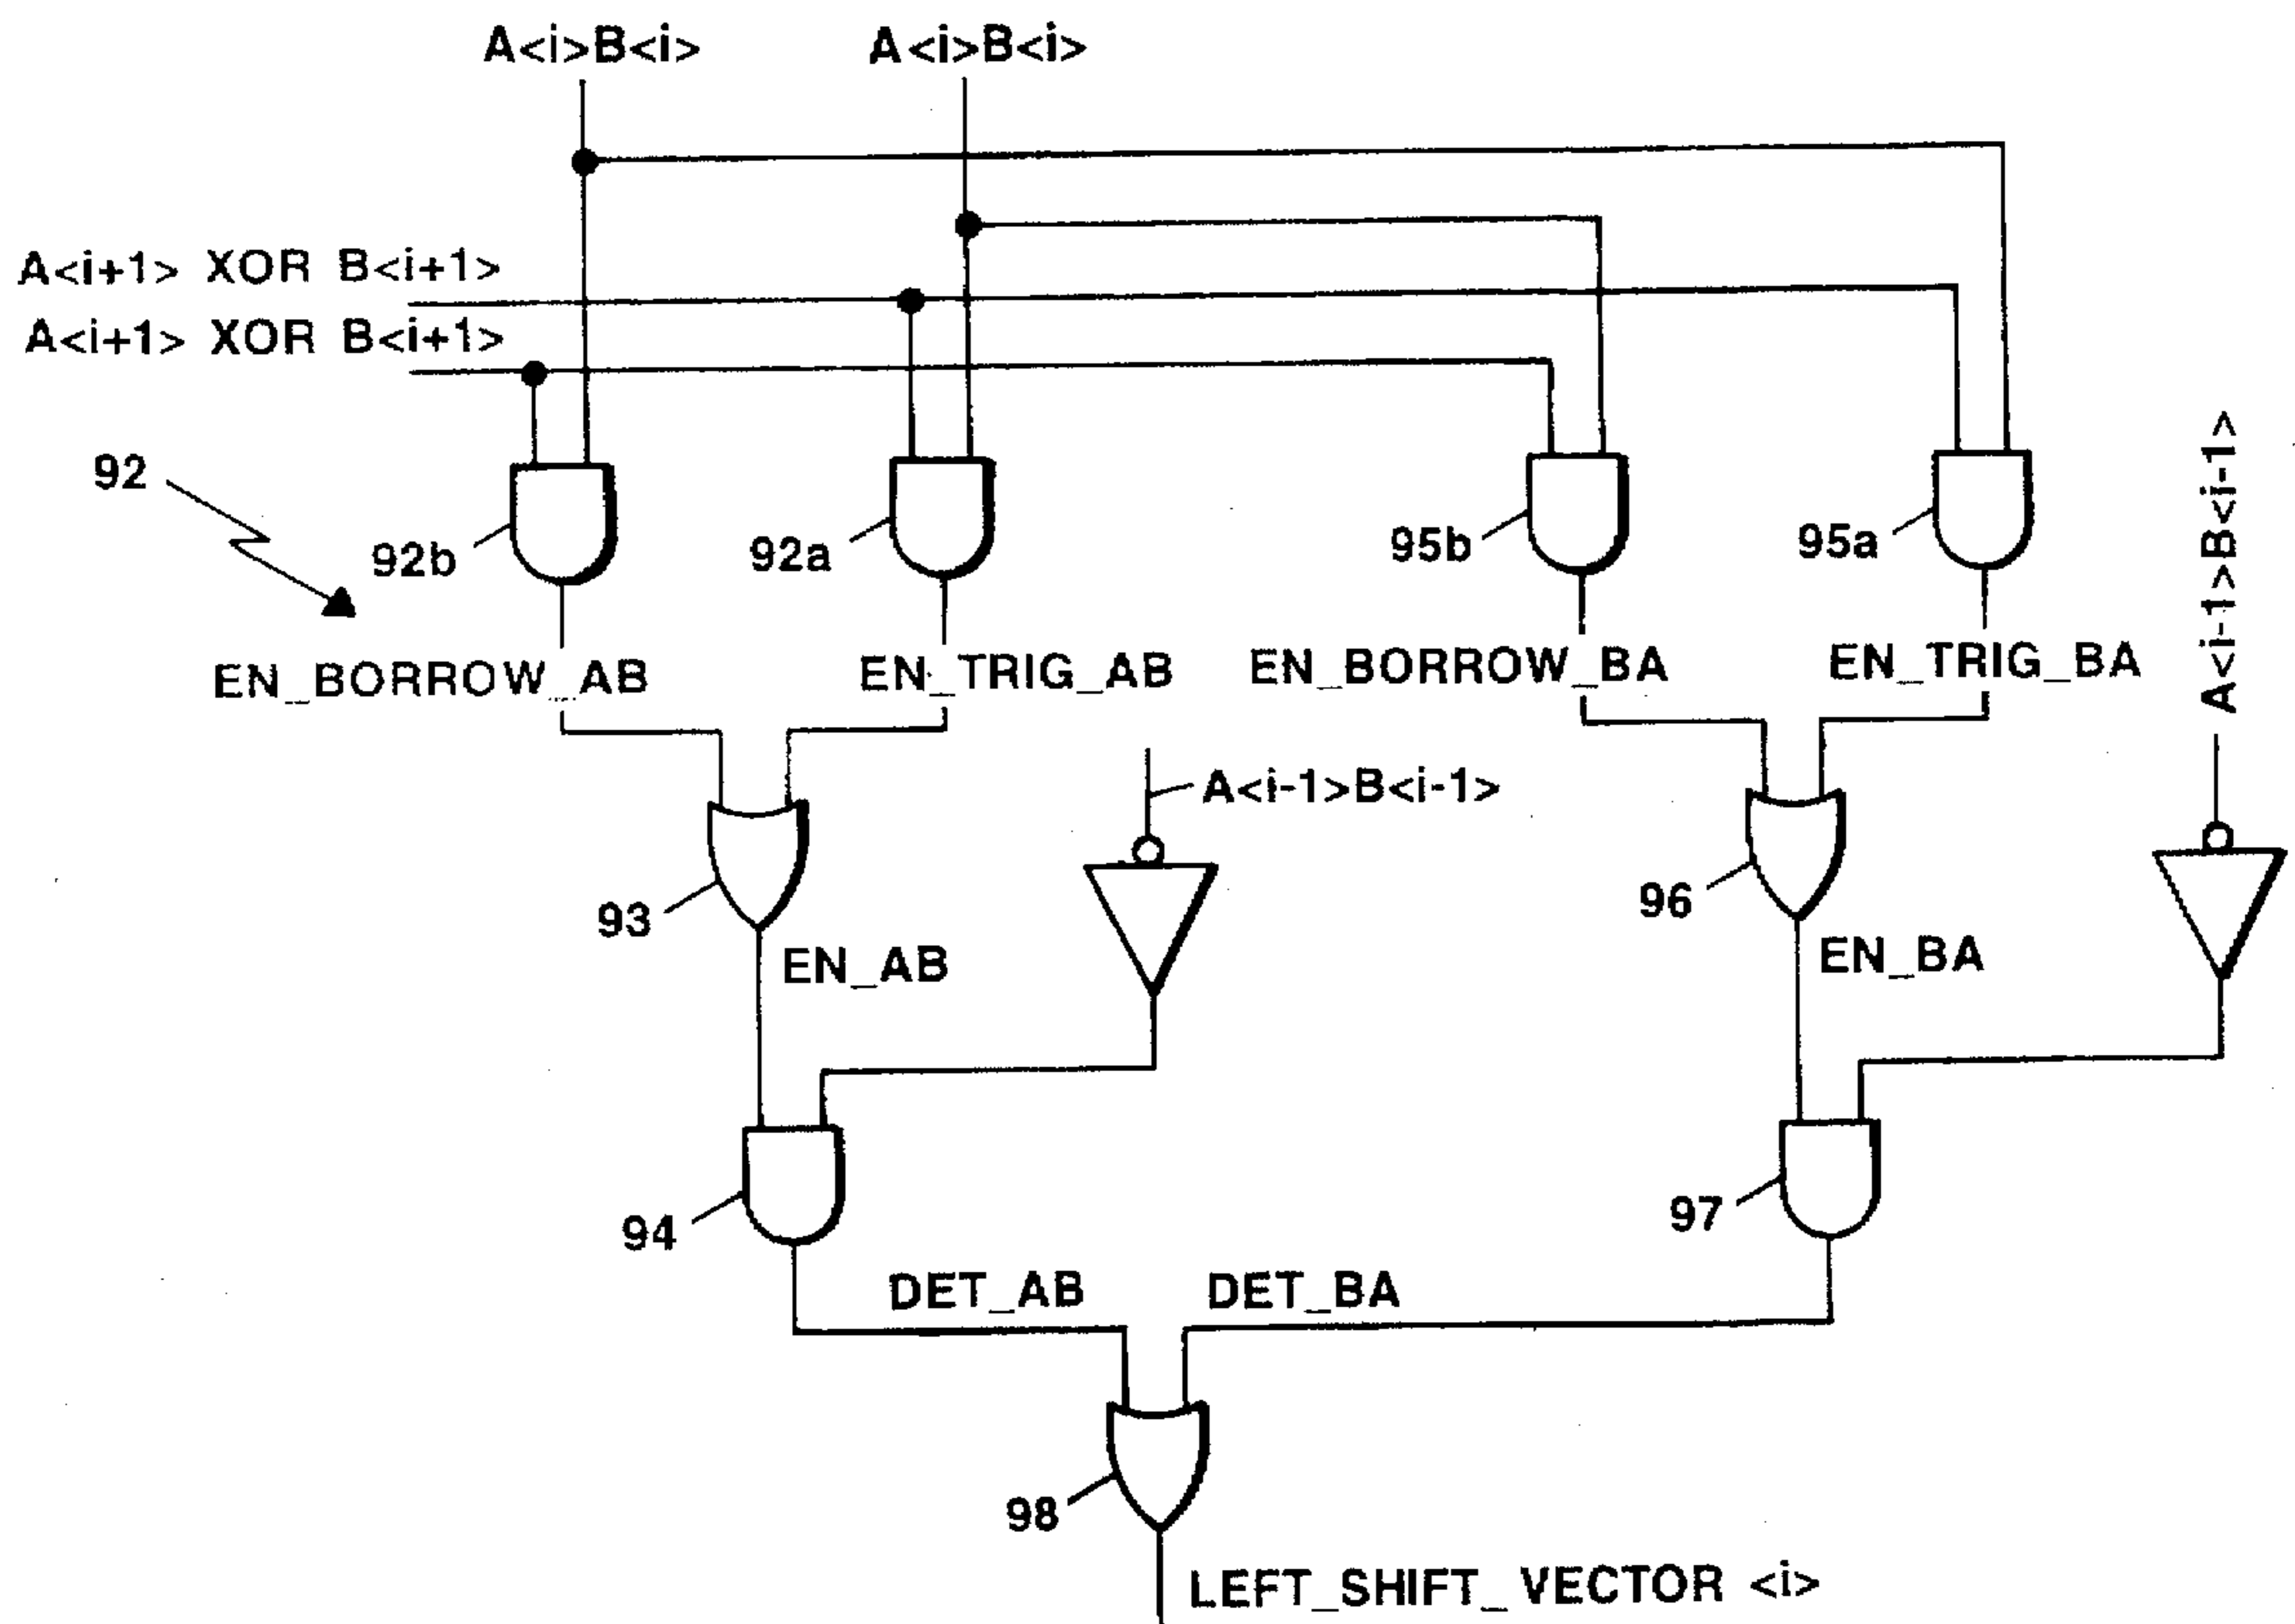 A<i>B<i>
A<i>B<i>
A<i+1> XOR B<i+1>
A<i+1> XOR B<i+1>
92
92b
92a
95b
95a
A<i-1>B<i-1>
EN_BORROW_AB
EN_TRIG_AB
EN_BORROW_BA
EN_TRIG_BA
A<i-1>B<i-1>
93
96
EN_AB
EN_BA
94
97
DET_AB
DET_BA
98
LEFT_SHIFT_VECTOR <i>